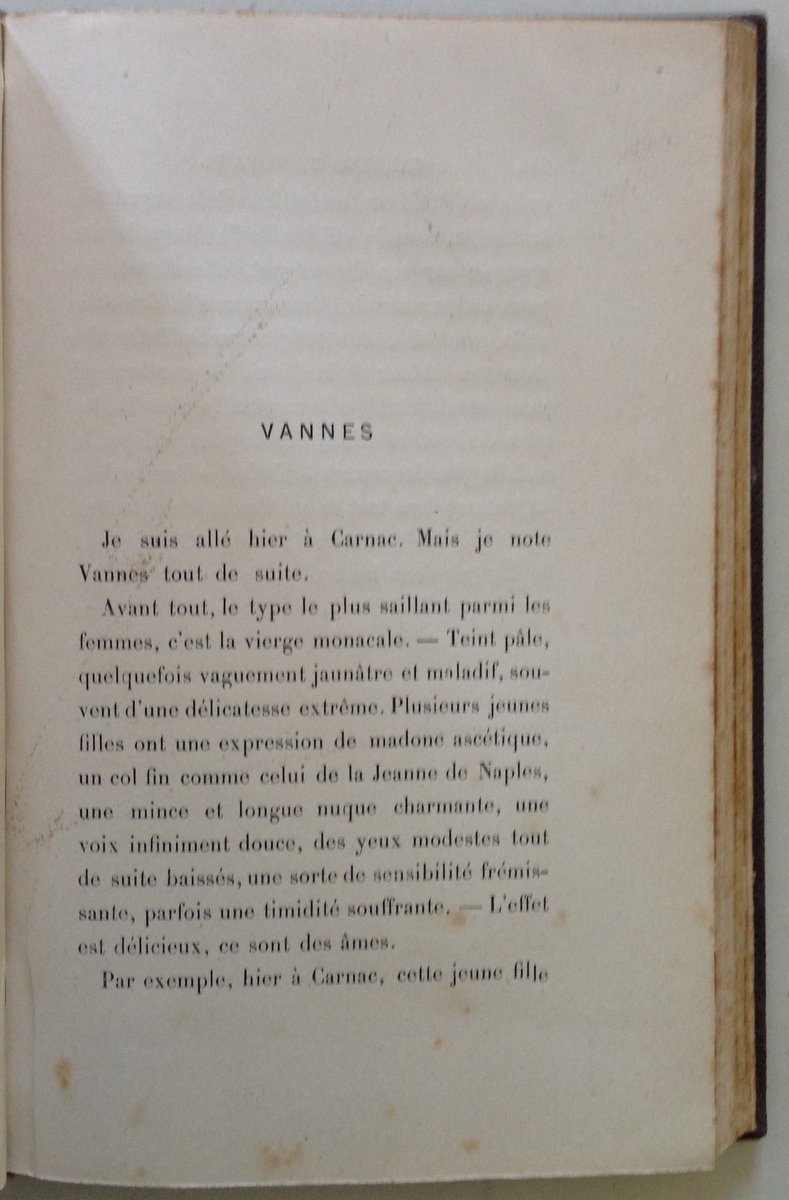 VANNES
Je suis allé hier à Carnac. Mais je note
Vannes tout de suite.
Avant tout, le type le plus saillant parmi les
femmes, c'est la vierge monacale. — Teint pâle,
quelquefois vaguement jaunâtre et maladif, sou-
vent d'une délicatesse extrême. Plusieurs jeunes
filles ont une expression de madone ascétique,
un col fin comme celui de la Jeanne de Naples,
une mince et longue nuque charmante, une
voix infiniment douce, des yeux modestes tout
de suite baissés, une sorte de sensibilité frémis-
sante, parfois une timidité souffrante. — L'effet
est délicieux, ce sont des âmes.
Par exemple, hier à Carnac, cette jeune fille